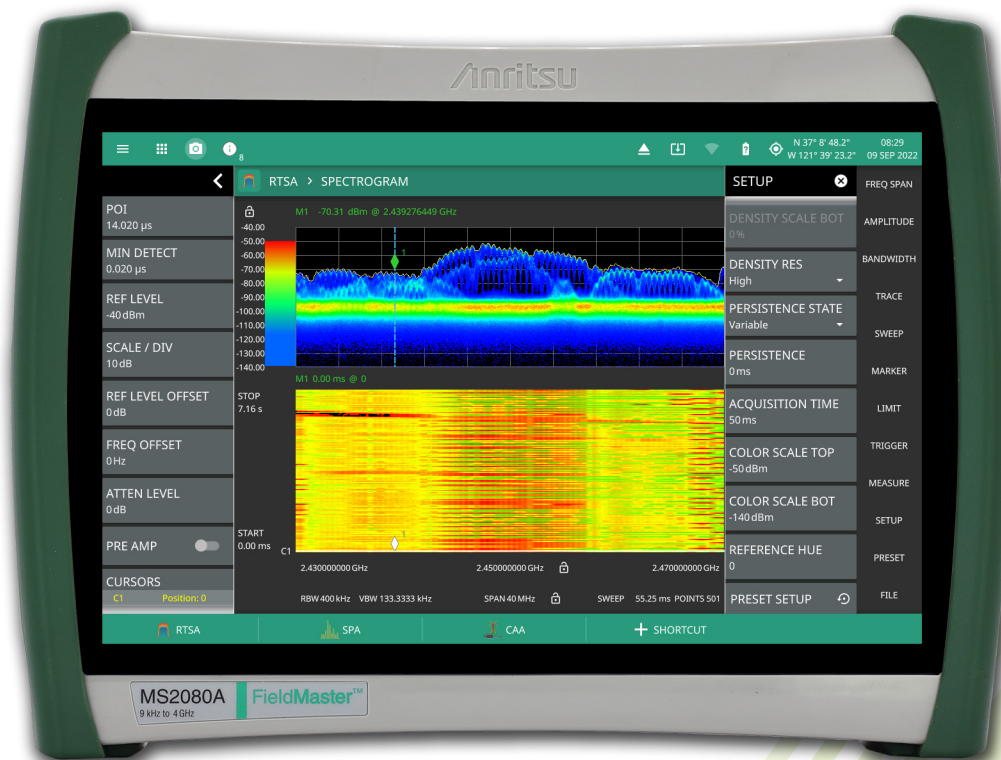 Anritsu
8
N 37° 8' 48.2"
W 121° 39' 23.2"
08:29
09 SEP 2022
RTSA > SPECTROGRAM
SETUP
FREQ SPAN
AMPLITUDE
BANDWIDTH
TRACE
SWEEP
MARKER
LIMIT
TRIGGER
MEASURE
SETUP
PRESET
FILE
POI
14.020 µs
MIN DETECT
0.020 µs
REF LEVEL
-40 dBm
SCALE / DIV
10 dB
REF LEVEL OFFSET
0 dB
FREQ OFFSET
0 Hz
ATTEN LEVEL
0 dB
PRE AMP
CURSORS
C1 Position: 0
M1 -70.31 dBm @ 2.439276449 GHz
-40.00
-50.00
-60.00
-70.00
-80.00
-90.00
-100.00
-110.00
-120.00
-130.00
-140.00
1
M1 0.00 ms @ 0
STOP
7.16 s
START
0.00 ms
C1
1
2.430000000 GHz
2.450000000 GHz
2.470000000 GHz
RBW 400 kHz VBW 133.3333 kHz SPAN 40 MHz SWEEP 55.25 ms POINTS 501
DENSITY SCALE BOT
0 %
DENSITY RES
High
PERSISTENCE STATE
Variable
PERSISTENCE
0 ms
ACQUISITION TIME
50 ms
COLOR SCALE TOP
-50 dBm
COLOR SCALE BOT
-140 dBm
REFERENCE HUE
0
PRESET SETUP
RTSA
SPA
CAA
+ SHORTCUT
MS2080A
9 kHz to 4 GHz
FieldMaster™